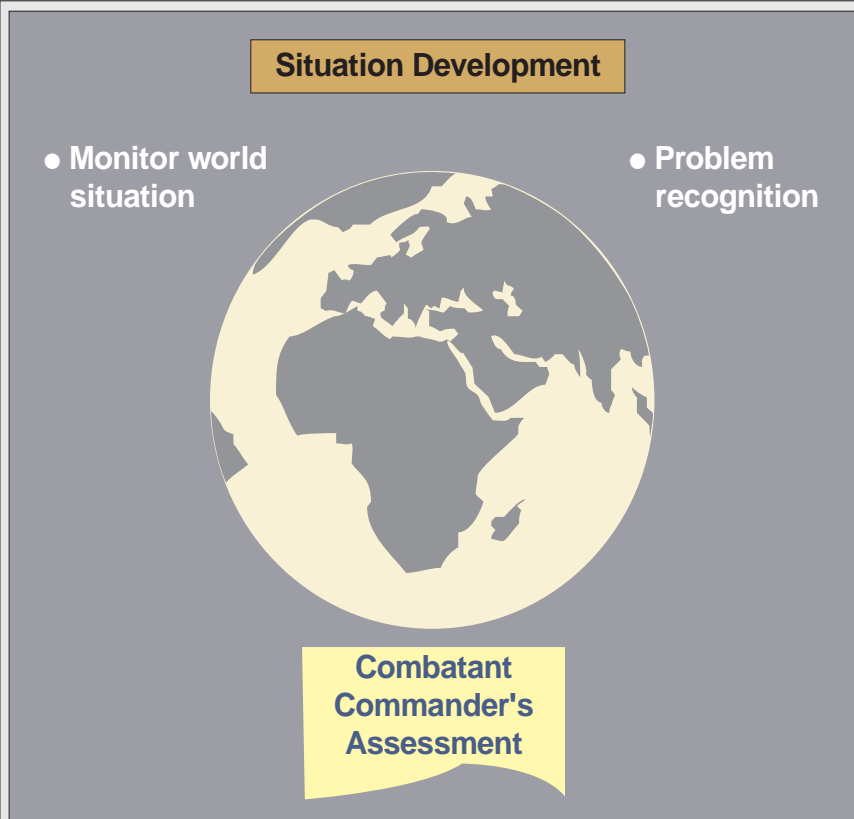 Situation Development
● Monitor world
situation
● Problem
recognition
Combatant
Commander's
Assessment